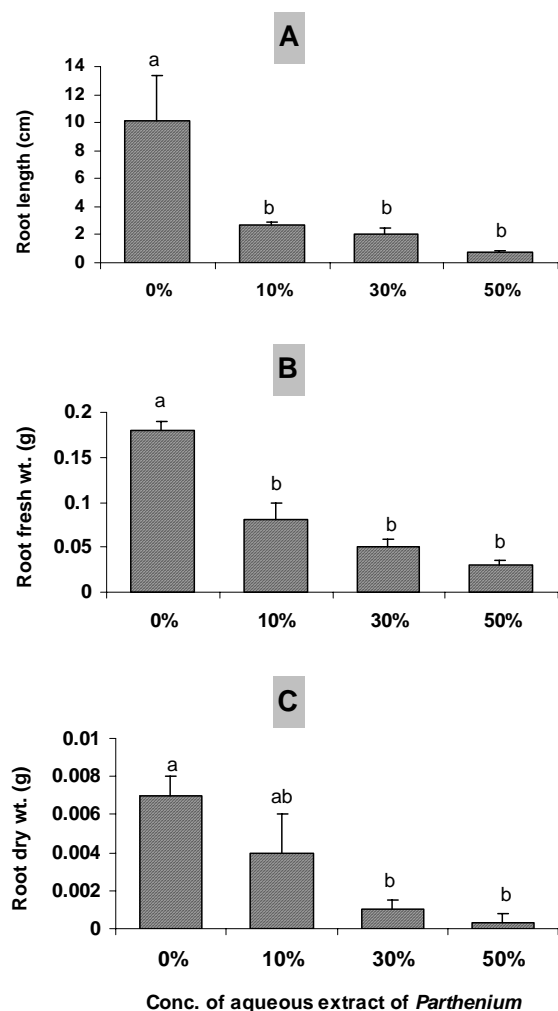 A
Root length (cm)
14
12
10
8
6
4
2
0
a
b
b
b
0%
10%
30%
50%
B
Root fresh wt. (g)
0.2
0.15
0.1
0.05
0
a
b
b
b
0%
10%
30%
50%
C
Root dry wt. (g)
0.01
0.008
0.006
0.004
0.002
0
a
ab
b
b
0%
10%
30%
50%
Conc. of aqueous extract of Parthenium